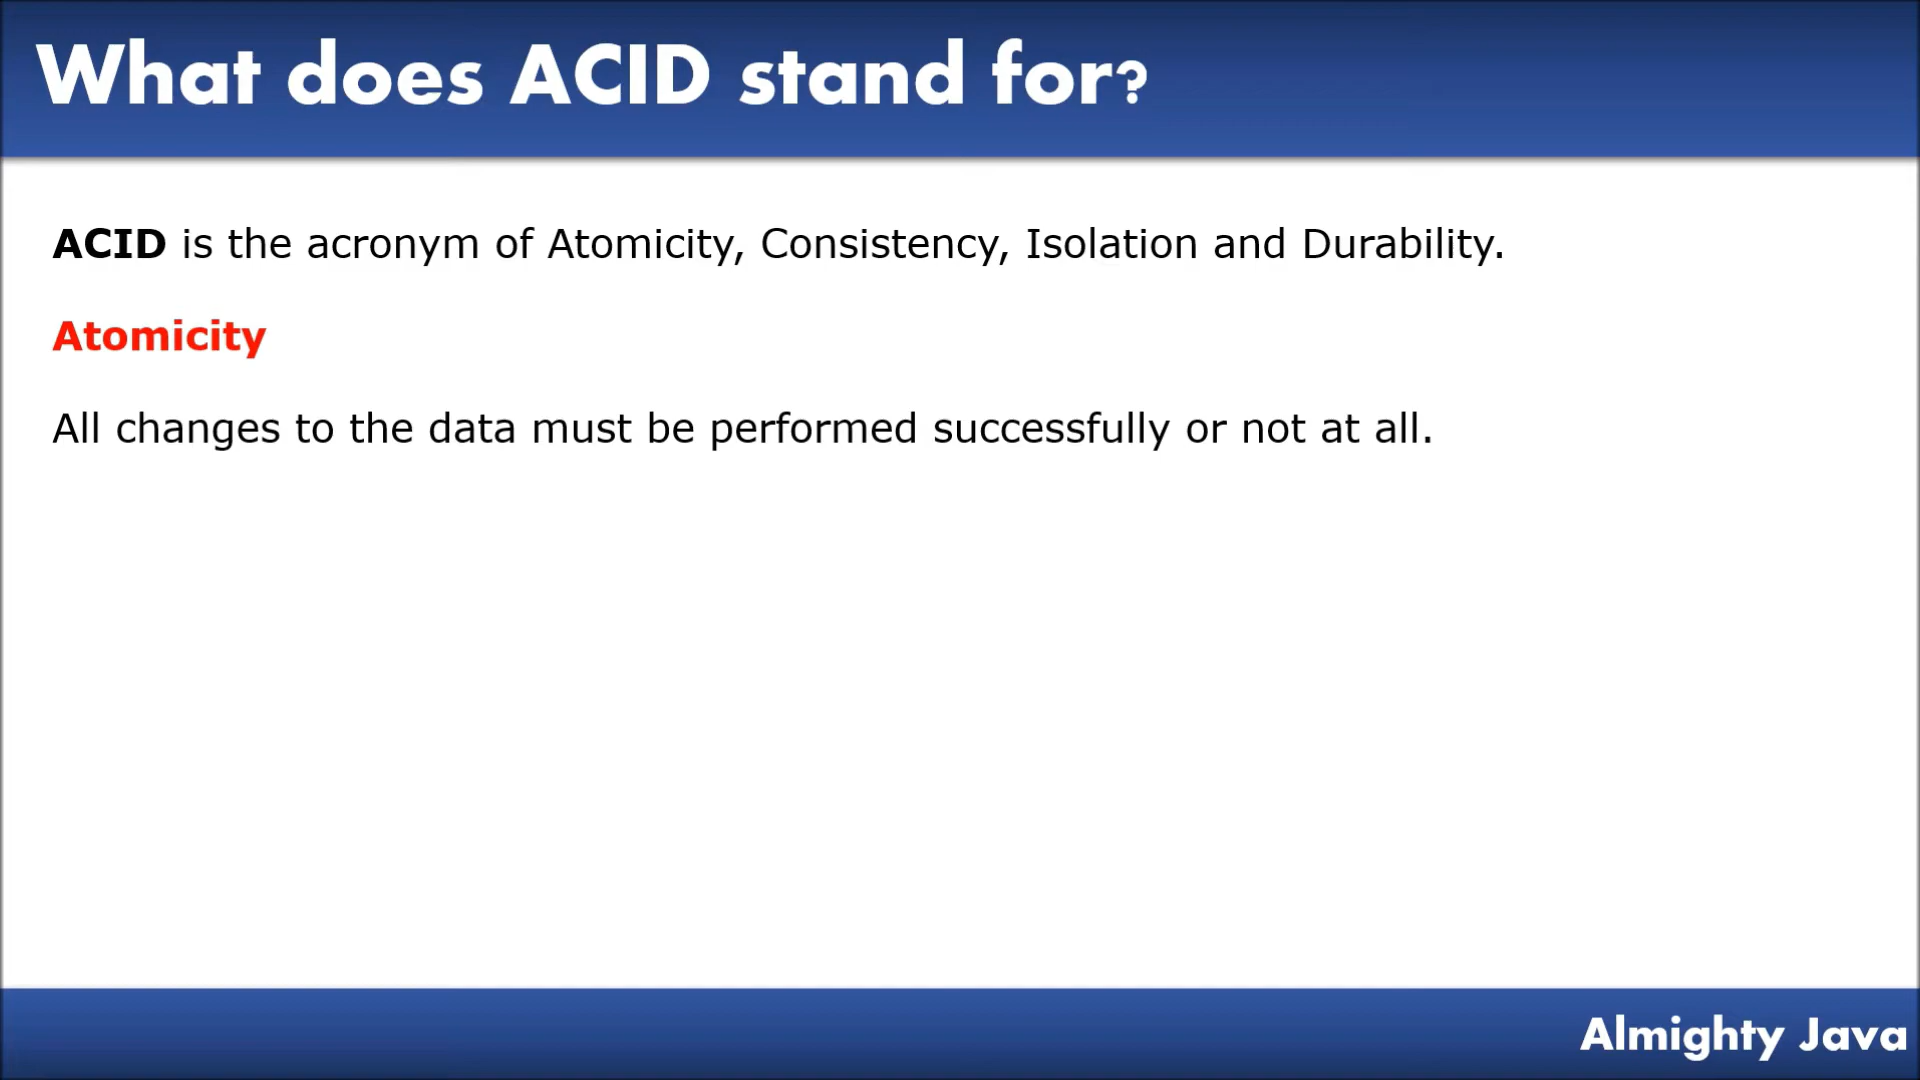 What does ACID stand for?
ACID is the acronym of Atomicity, Consistency, Isolation and Durability.
Atomicity
All changes to the data must be performed successfully or not at all.
Almighty Java